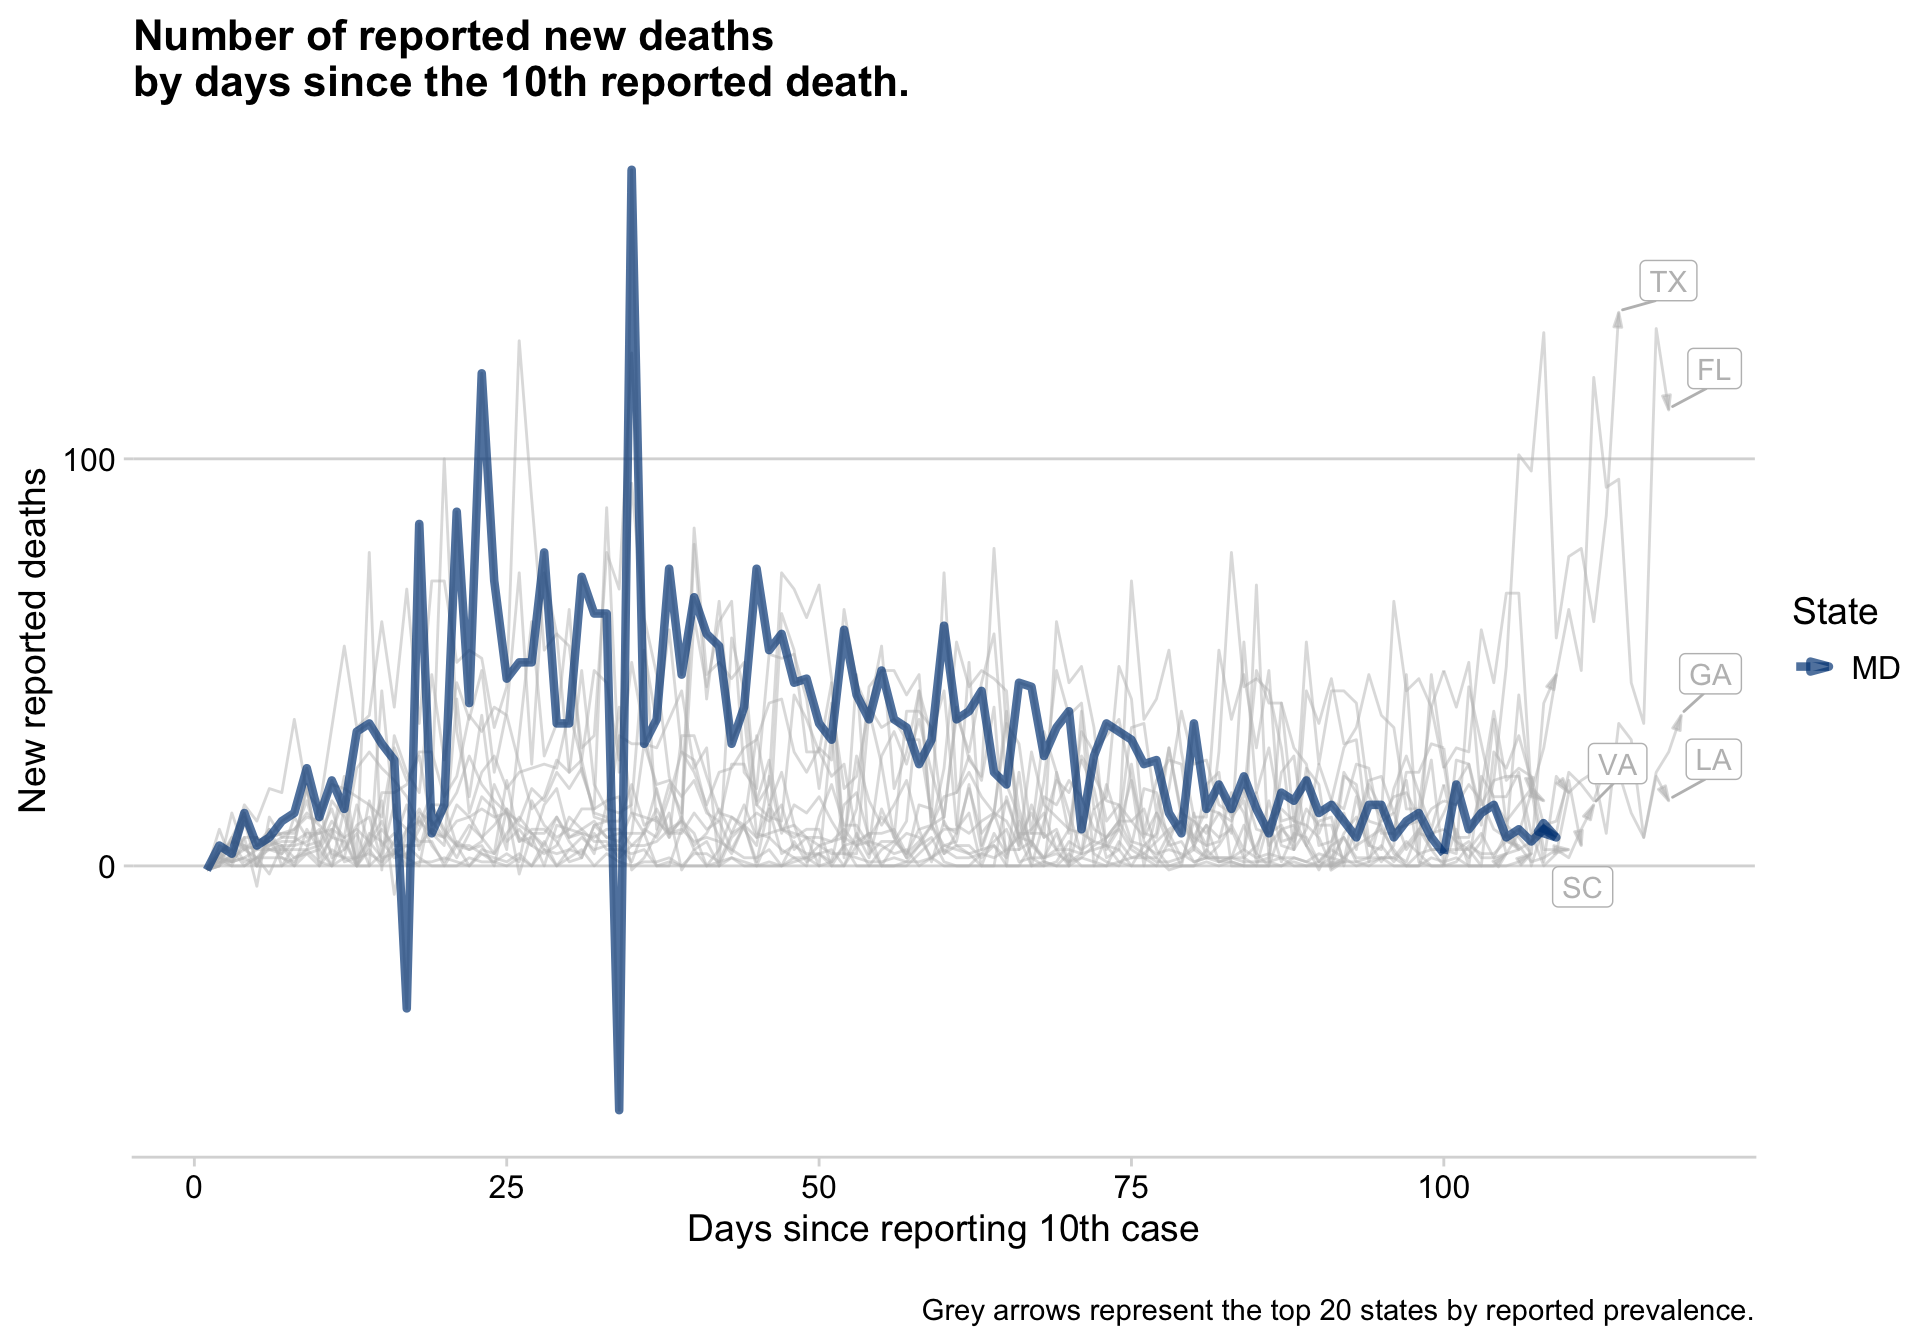 Number of reported new deaths
by days since the 10th reported death.
TX
FL
100
New reported deaths
State
MD
GA
VA
LA
0
SC
0 25 50 75 100
Days since reporting 10th case
Grey arrows represent the top 20 states by reported prevalence.